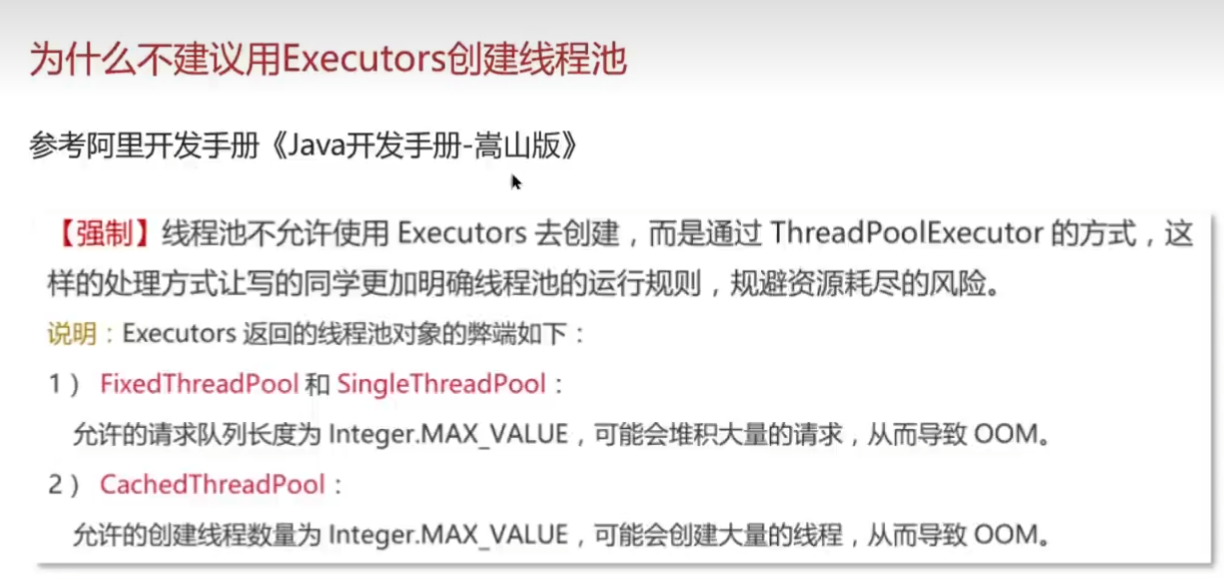 为什么不建议用Executors创建线程池
参考阿里开发手册《Java开发手册-嵩山版》
【强制】线程池不允许使用 Executors 去创建，而是通过 ThreadPoolExecutor 的方式，这
样的处理方式让写的同学更加明确线程池的运行规则，规避资源耗尽的风险。
说明：Executors 返回的线程池对象的弊端如下：
1） FixedThreadPool 和 SingleThreadPool：
允许的请求队列长度为 Integer.MAX_VALUE，可能会堆积大量的请求，从而导致 OOM。
2） CachedThreadPool：
允许的创建线程数量为 Integer.MAX_VALUE，可能会创建大量的线程，从而导致 OOM。